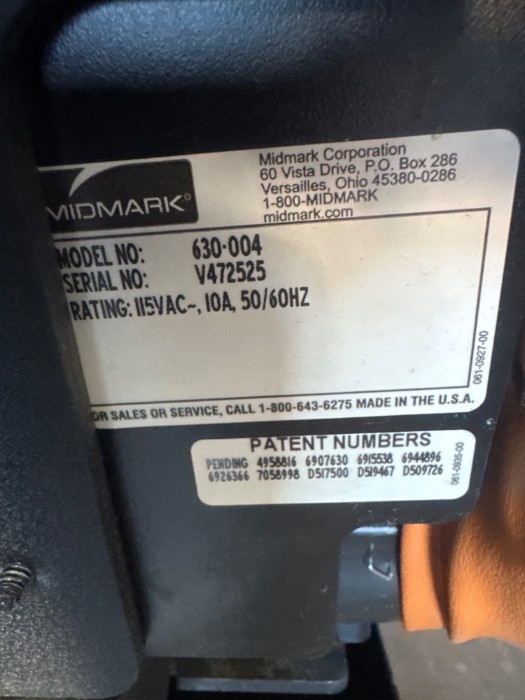 MIDMARK®
Midmark Corporation
60 Vista Drive, P.O. Box 286
Versailles, Ohio 45380-0286
1-800-MIDMARK
midmark.com
MODEL NO: 630-004
SERIAL NO: V472525
RATING: 115VAC~, 10A, 50/60HZ
061-0927-00
OR SALES OR SERVICE, CALL 1-800-643-6275 MADE IN THE U.S.A.
PATENT NUMBERS
PENDING 4958816 6907630 6915538 6944896
6926366 7058998 D517500 D519467 D509726
061-0935-00